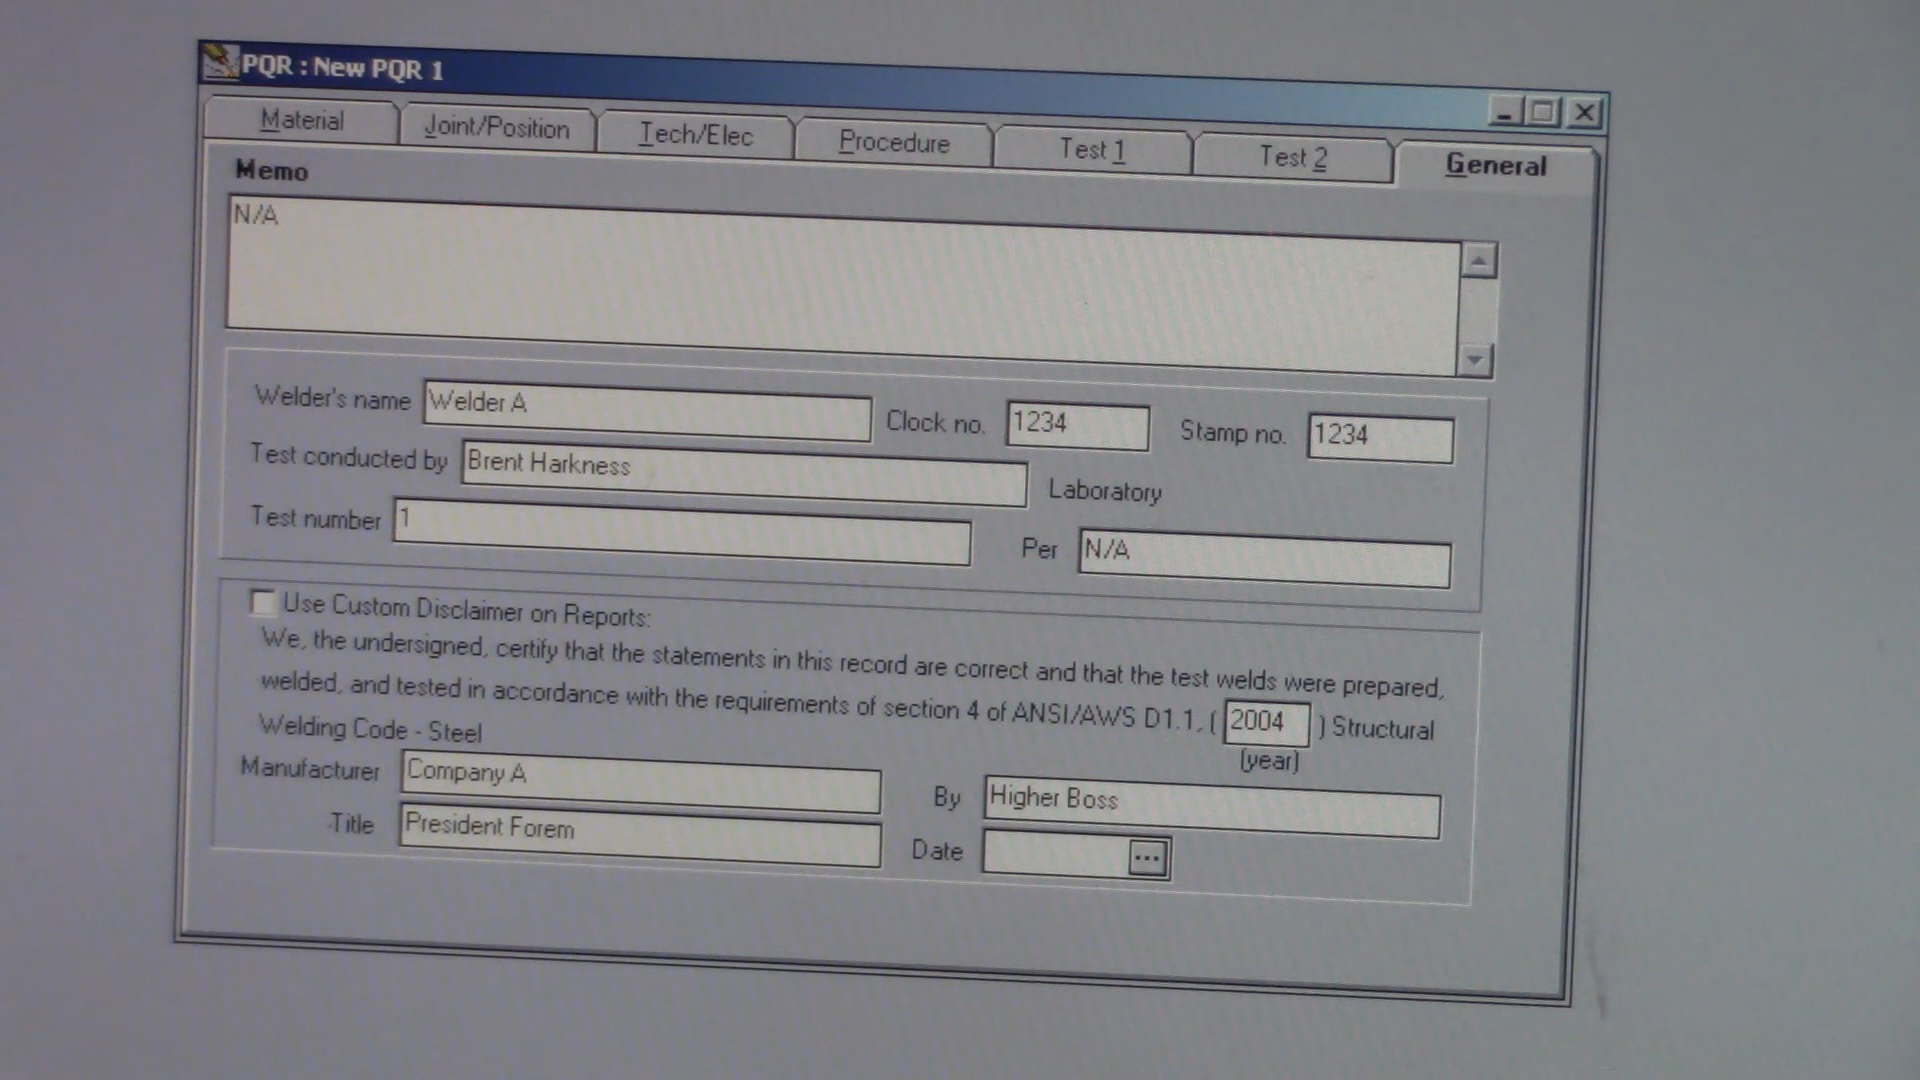 PQR : New PQR 1
Material Joint/Position Tech/Elec Procedure Test 1 Test 2 General
Memo
N/A
Welder's name Welder A Clock no. 1234 Stamp no. 1234
Test conducted by Brent Harkness Laboratory
Test number 1 Per N/A
Use Custom Disclaimer on Reports:
We, the undersigned, certify that the statements in this record are correct and that the test welds were prepared,
welded, and tested in accordance with the requirements of section 4 of ANSI/AWS D1.1, ( 2004 ) Structural
(year)
Welding Code - Steel
Manufacturer Company A By Higher Boss
Title President Forem Date ...